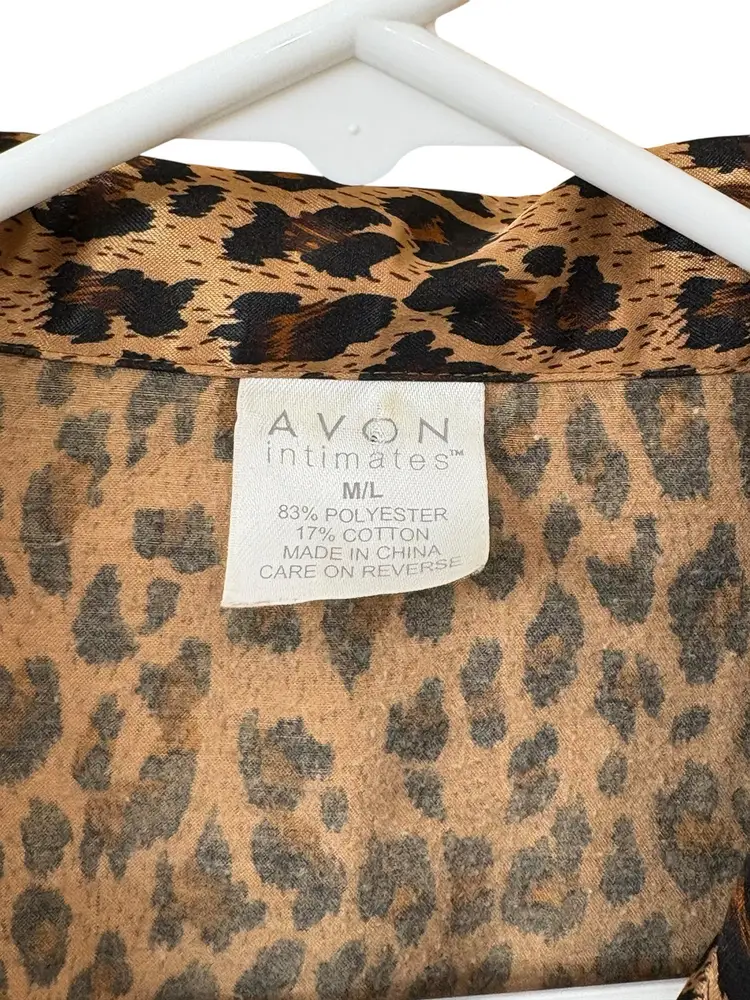 AVON
intimates™
M/L
83% POLYESTER
17% COTTON
MADE IN CHINA
CARE ON REVERSE